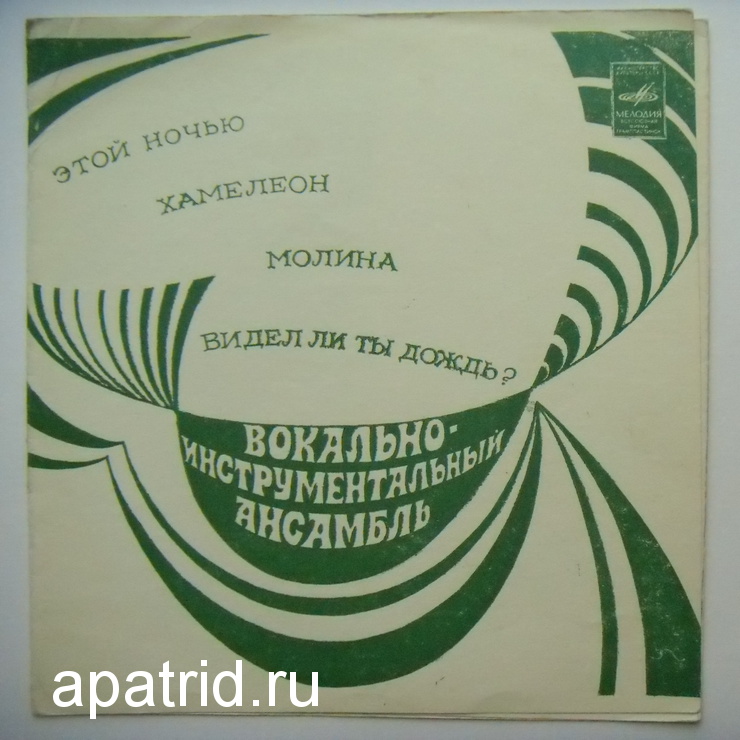 ЭТОЙ НОЧЬЮ
ХАМЕЛЕОН
МОЛИНА
ВИДЕЛ ЛИ ТЫ ДОЖДЬ?
МЕЛОДИЯ
ВОКАЛЬНО-
ИНСТРУМЕНТАЛЬНЫЙ
АНСАМБЛЬ
apatrid.ru